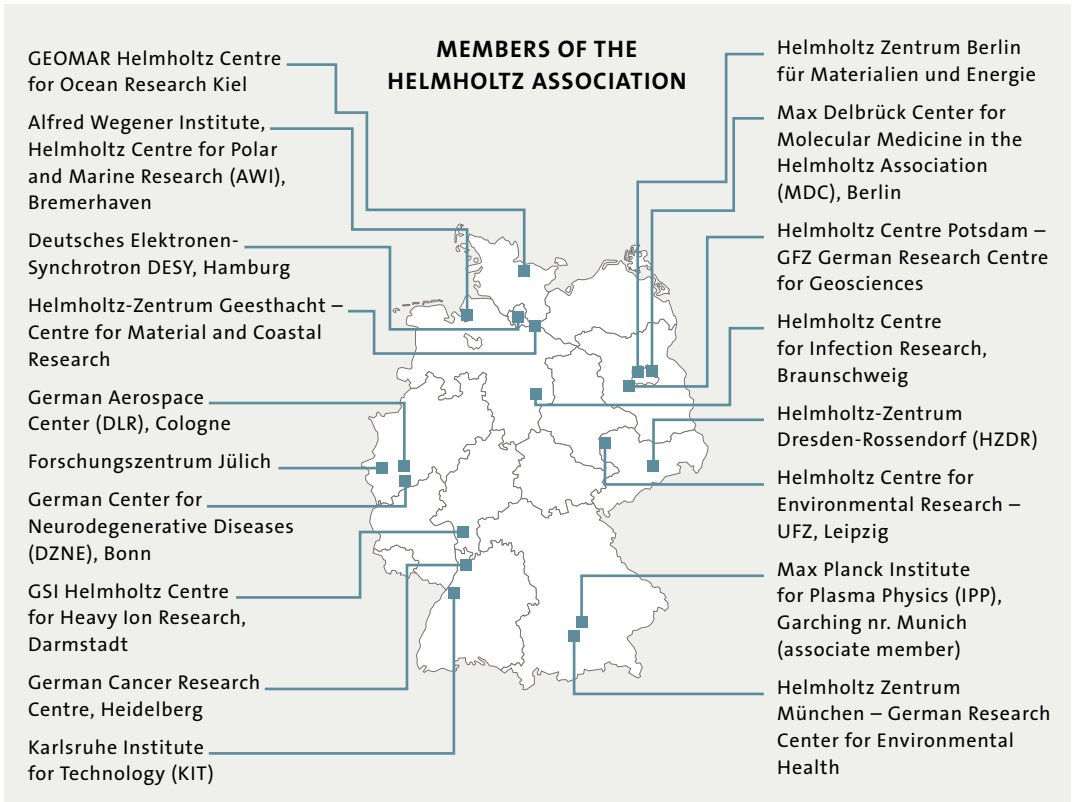 MEMBERS OF THE
HELMHOLTZ ASSOCIATION
GEOMAR Helmholtz Centre
for Ocean Research Kiel
Alfred Wegener Institute,
Helmholtz Centre for Polar
and Marine Research (AWI),
Bremerhaven
Deutsches Elektronen-
Synchrotron DESY, Hamburg
Helmholtz-Zentrum Geesthacht –
Centre for Material and Coastal
Research
German Aerospace
Center (DLR), Cologne
Forschungszentrum Jülich
German Center for
Neurodegenerative Diseases
(DZNE), Bonn
GSI Helmholtz Centre
for Heavy Ion Research,
Darmstadt
German Cancer Research
Centre, Heidelberg
Karlsruhe Institute
for Technology (KIT)
Helmholtz Zentrum Berlin
für Materialien und Energie
Max Delbrück Center for
Molecular Medicine in the
Helmholtz Association
(MDC), Berlin
Helmholtz Centre Potsdam –
GFZ German Research Centre
for Geosciences
Helmholtz Centre
for Infection Research,
Braunschweig
Helmholtz-Zentrum
Dresden-Rossendorf (HZDR)
Helmholtz Centre for
Environmental Research –
UFZ, Leipzig
Max Planck Institute
for Plasma Physics (IPP),
Garching nr. Munich
(associate member)
Helmholtz Zentrum
München – German Research
Center for Environmental
Health